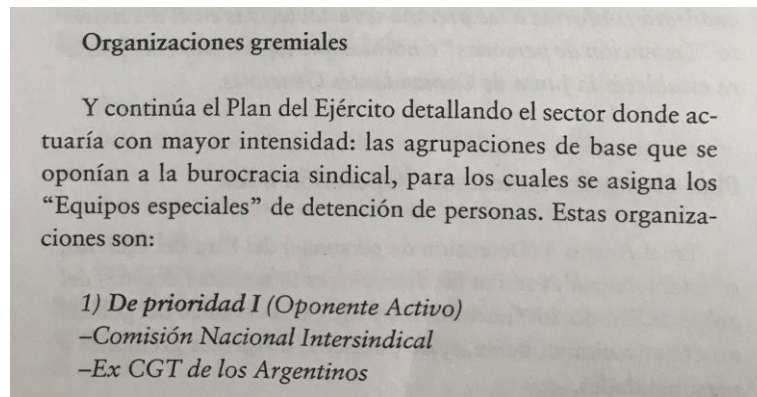 Organizaciones gremiales
Y continúa el Plan del Ejército detallando el sector donde ac-
tuaría con mayor intensidad: las agrupaciones de base que se
oponían a la burocracia sindical, para los cuales se asigna los
“Equipos especiales” de detención de personas. Estas organiza-
ciones son:
1) De prioridad I (Oponente Activo)
–Comisión Nacional Intersindical
–Ex CGT de los Argentinos